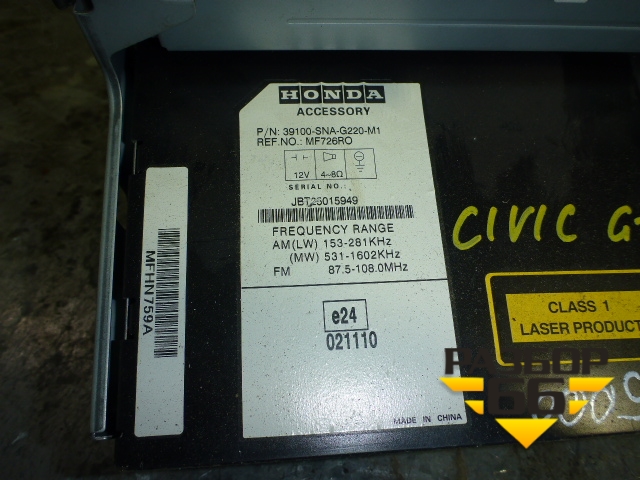 HONDA
ACCESSORY
P/N: 39100-SNA-G220-M1
REF.NO.: MF726RO
12V 4~8Ω
SERIAL NO.:
JBT25015949
FREQUENCY RANGE
AM(LW) 153-281KHz
(MW) 531-1602KHz
FM 87.5-108.0MHz
e24
021110
MADE IN CHINA
MFHN759A
CIVIC
CLASS 1
LASER PRODUCT
РАЗБОР
66